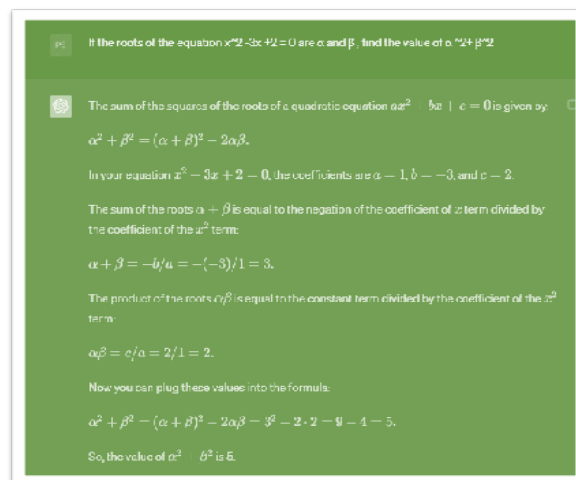 If the roots of the equation x^2 -3x +2 = 0 are α and β , find the value of α ^2+ β^2
The sum of the squares of the roots of a quadratic equation ax² + bx + c = 0 is given by:
α² + β² = (α + β)² − 2αβ.
In your equation x² − 3x + 2 = 0, the coefficients are a = 1, b = −3, and c = 2.
The sum of the roots α + β is equal to the negation of the coefficient of x term divided by
the coefficient of the x² term:
α + β = −b/a = −(−3)/1 = 3.
The product of the roots αβ is equal to the constant term divided by the coefficient of the x²
term:
αβ = c/a = 2/1 = 2.
Now you can plug these values into the formula:
α² + β² = (α + β)² − 2αβ = 3² − 2 · 2 = 9 − 4 = 5.
So, the value of α² + β² is 5.